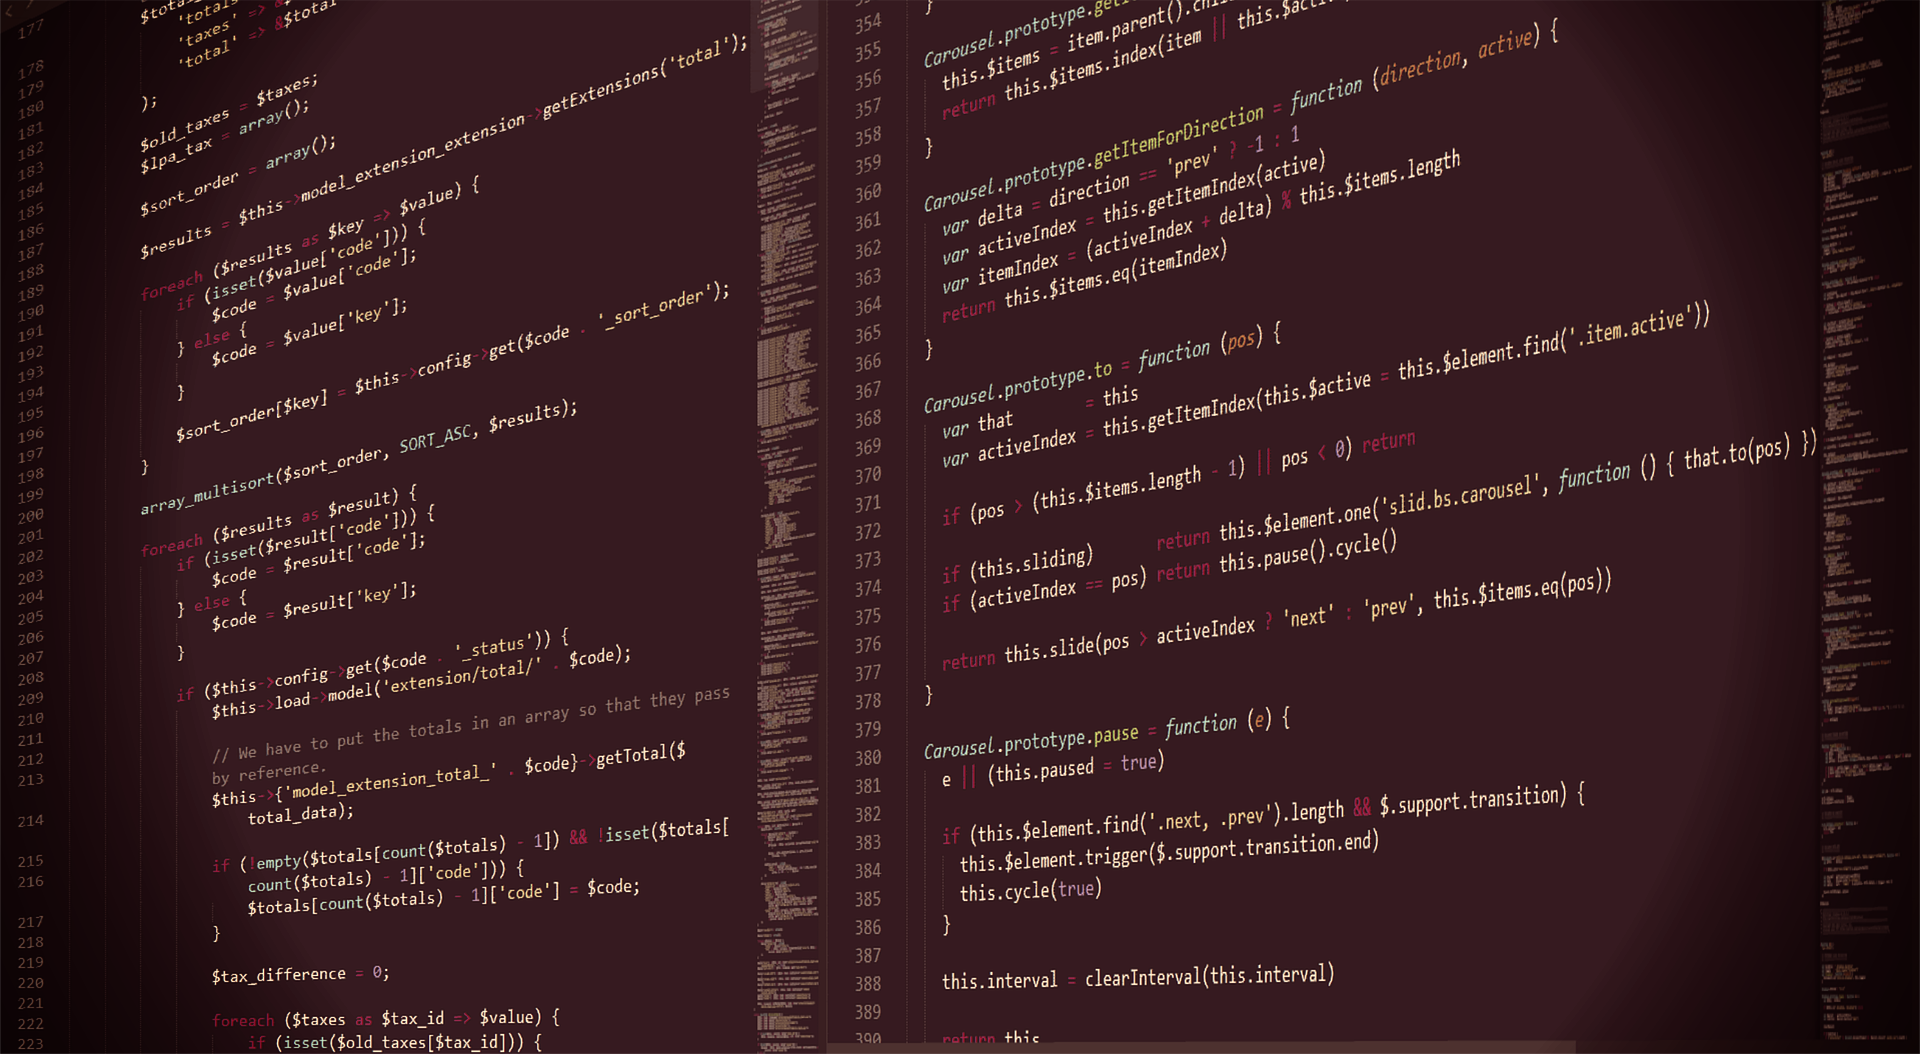 177
178
179
180
181
182
183
184
185
186
187
188
189
190
191
192
193
194
195
196
197
198
199
200
201
202
203
204
205
206
207
208
209
210
211
212
213
214
215
216
217
218
219
220
221
222
223
'totals
'taxes' => &
'total' => &$total
);
$old_taxes = $taxes;
$lpa_tax = array();
$sort_order = array();
$results = $this->model_extension_extension->getExtensions('total');
foreach ($results as $key => $value) {
if (isset($value['code'])) {
$code = $value['code'];
} else {
$code = $value['key'];
}
$sort_order[$key] = $this->config->get($code . '_sort_order');
}
array_multisort($sort_order, SORT_ASC, $results);
foreach ($results as $result) {
if (isset($result['code'])) {
$code = $result['code'];
} else {
$code = $result['key'];
}
if ($this->config->get($code . '_status')) {
$this->load->model('extension/total/' . $code);
// We have to put the totals in an array so that they pass
by reference.
$this->{'model_extension_total_' . $code}->getTotal($
total_data);
if (!empty($totals[count($totals) - 1]) && !isset($totals[
count($totals) - 1]['code'])) {
$totals[count($totals) - 1]['code'] = $code;
}
$tax_difference = 0;
foreach ($taxes as $tax_id => $value) {
if (isset($old_taxes[$tax_id])) {
354
355
356
357
358
359
360
361
362
363
364
365
366
367
368
369
370
371
372
373
374
375
376
377
378
379
380
381
382
383
384
385
386
387
388
389
390
}
Carousel.prototype.
this.$items = item.parent().
return this.$items.index(item || this.
}
Carousel.prototype.getItemForDirection = function (direction, active) {
var delta = direction == 'prev' ? -1 : 1
var activeIndex = this.getItemIndex(active)
var itemIndex = (activeIndex + delta) % this.$items.length
return this.$items.eq(itemIndex)
}
Carousel.prototype.to = function (pos) {
var that = this
var activeIndex = this.getItemIndex(this.$active = this.$element.find('.item.active'))
if (pos > (this.$items.length - 1) || pos < 0) return
if (this.sliding) return this.$element.one('slid.bs.carousel', function () { that.to(pos) })
if (activeIndex == pos) return this.pause().cycle()
return this.slide(pos > activeIndex ? 'next' : 'prev', this.$items.eq(pos))
}
Carousel.prototype.pause = function (e) {
e || (this.paused = true)
if (this.$element.find('.next, .prev').length && $.support.transition) {
this.$element.trigger($.support.transition.end)
this.cycle(true)
}
this.interval = clearInterval(this.interval)
return this